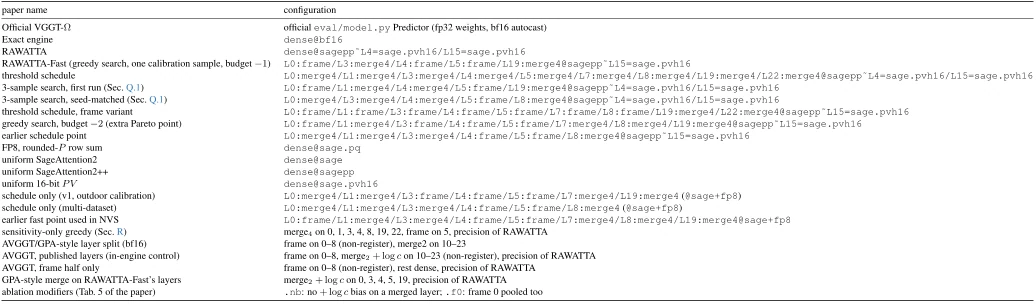 paper name configuration
Official VGGT-Ω official eval/model.py Predictor (fp32 weights, bf16 autocast)
Exact engine dense@bf16
RAWATTA dense@sagepp~L4=sage.pvh16/L15=sage.pvh16
RAWATTA-Fast (greedy search, one calibration sample, budget −1) L0:frame/L3:merge4/L4:frame/L5:frame/L19:merge4@sagepp~L15=sage.pvh16
threshold schedule L0:merge4/L1:merge4/L3:merge4/L4:merge4/L5:merge4/L7:merge4/L8:merge4/L19:merge4/L22:merge4@sagepp~L4=sage.pvh16/L15=sage.pvh16
3-sample search, first run (Sec. Q.1) L0:frame/L1:merge4/L4:merge4/L5:frame/L19:merge4@sagepp~L4=sage.pvh16/L15=sage.pvh16
3-sample search, seed-matched (Sec. Q.1) L0:merge4/L3:merge4/L4:merge4/L5:frame/L8:merge4@sagepp~L4=sage.pvh16/L15=sage.pvh16
threshold schedule, frame variant L0:frame/L1:frame/L3:frame/L4:frame/L5:frame/L7:frame/L8:frame/L19:merge4/L22:merge4@sagepp~L15=sage.pvh16
greedy search, budget −2 (extra Pareto point) L0:frame/L1:merge4/L3:frame/L4:frame/L5:frame/L7:merge4/L8:merge4/L19:merge4@sagepp~L15=sage.pvh16
earlier schedule point L0:merge4/L1:merge4/L3:merge4/L4:frame/L5:frame/L8:merge4@sagepp~L15=sage.pvh16
FP8, rounded-P row sum dense@sage.pq
uniform SageAttention2 dense@sage
uniform SageAttention2++ dense@sagepp
uniform 16-bit PV dense@sage.pvh16
schedule only (v1, outdoor calibration) L0:merge4/L1:merge4/L3:frame/L4:frame/L5:frame/L7:merge4/L19:merge4 (@sage+fp8)
schedule only (multi-dataset) L0:merge4/L1:merge4/L3:merge4/L4:frame/L5:frame/L8:merge4 (@sage+fp8)
earlier fast point used in NVS L0:frame/L1:merge4/L3:merge4/L4:frame/L5:frame/L7:merge4/L8:merge4/L19:merge4@sage+fp8
sensitivity-only greedy (Sec. R) merge₄ on 0, 1, 3, 4, 8, 19, 22, frame on 5, precision of RAWATTA
AVGGT/GPA-style layer split (bf16) frame on 0–8 (non-register), merge2 on 10–23
AVGGT, published layers (in-engine control) frame on 0–8, merge₂ + log c on 10–23 (non-register), precision of RAWATTA
AVGGT, frame half only frame on 0–8 (non-register), rest dense, precision of RAWATTA
GPA-style merge on RAWATTA-Fast's layers merge₂ + log c on 0, 3, 4, 5, 19, precision of RAWATTA
ablation modifiers (Tab. 5 of the paper) .nb: no + log c bias on a merged layer; .f0: frame 0 pooled too